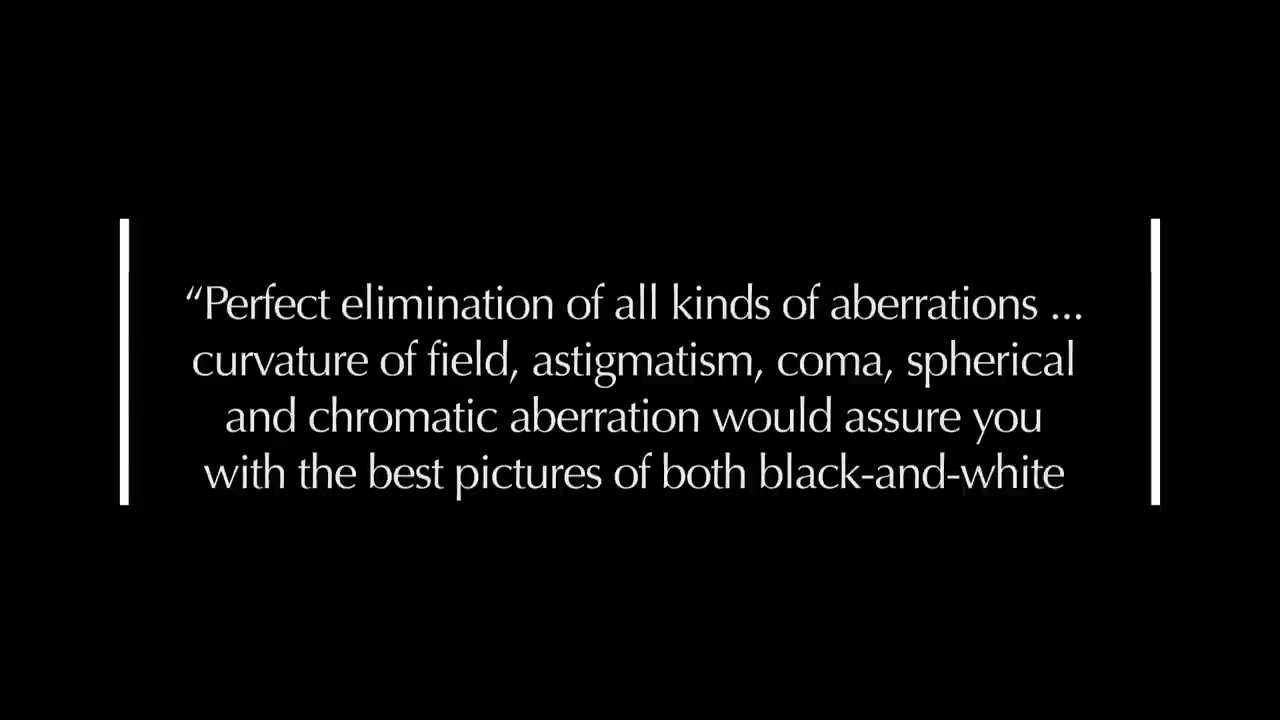 “Perfect elimination of all kinds of aberrations ...
curvature of field, astigmatism, coma, spherical
and chromatic aberration would assure you
with the best pictures of both black-and-white